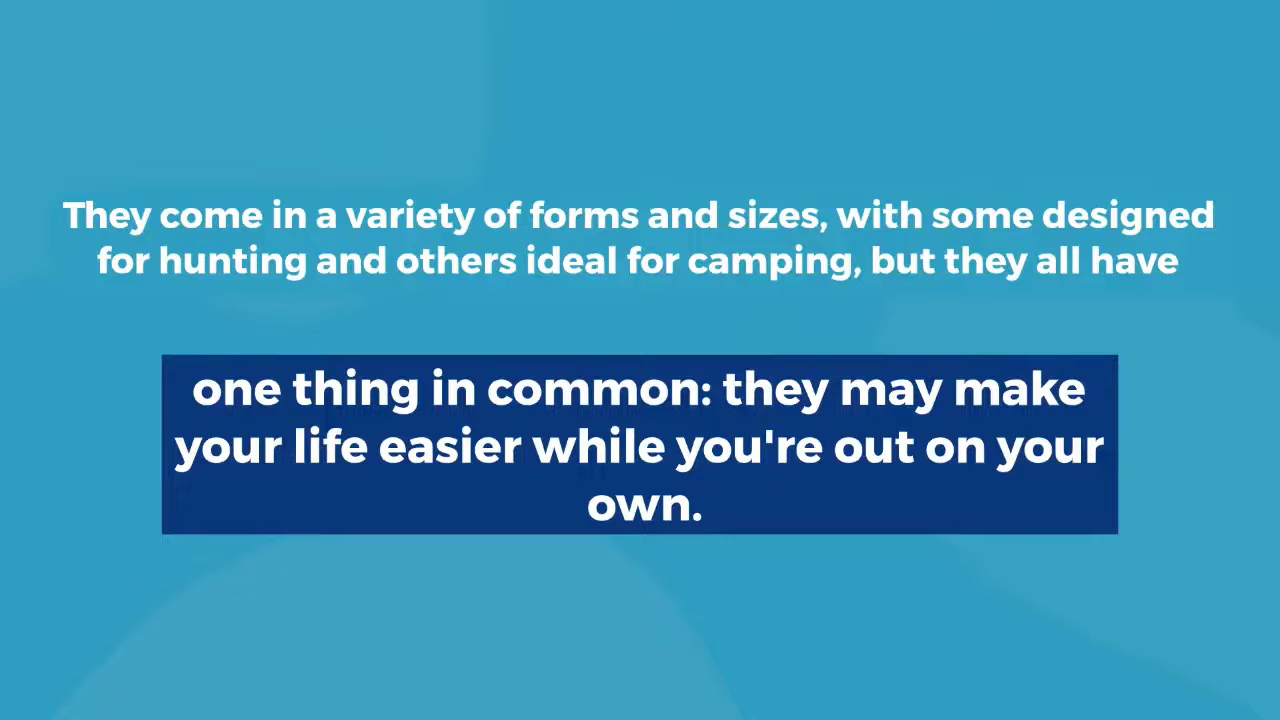 They come in a variety of forms and sizes, with some designed
for hunting and others ideal for camping, but they all have
one thing in common: they may make
your life easier while you're out on your
own.